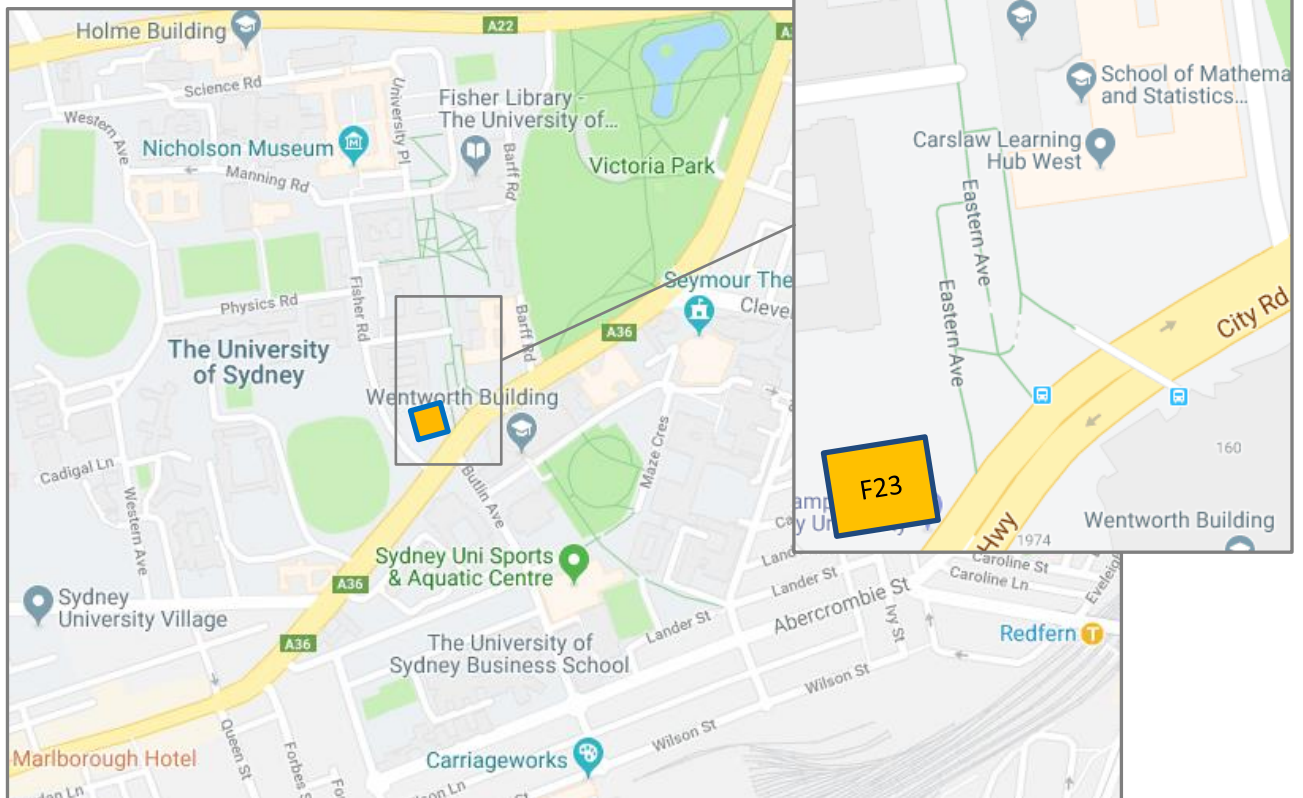 Holme Building
A22
Science Rd
University Pl
Fisher Library -
The University of...
Western Ave
Nicholson Museum
Barff Rd
Victoria Park
Manning Rd
Seymour The
Cleve
Physics Rd
Fisher Rd
Barff Rd
A36
The University
of Sydney
Wentworth Building
Maze Cres
Cadigal Ln
Western Ave
Butlin Ave
Sydney Uni Sports
& Aquatic Centre
A36
Sydney
University Village
A36
The University of
Sydney Business School
Lander St
Lander St
Abercrombie St
Ivy St
Caroline St
Caroline Ln
Eveleigh
Redfern
T
Wilson St
Wilson St
Queen St
Forbes S
Marlborough Hotel
Carriageworks
School of Mathema
and Statistics...
Carslaw Learning
Hub West
Eastern Ave
Eastern Ave
City Rd
F23
160
Hwy
1974
Wentworth Building